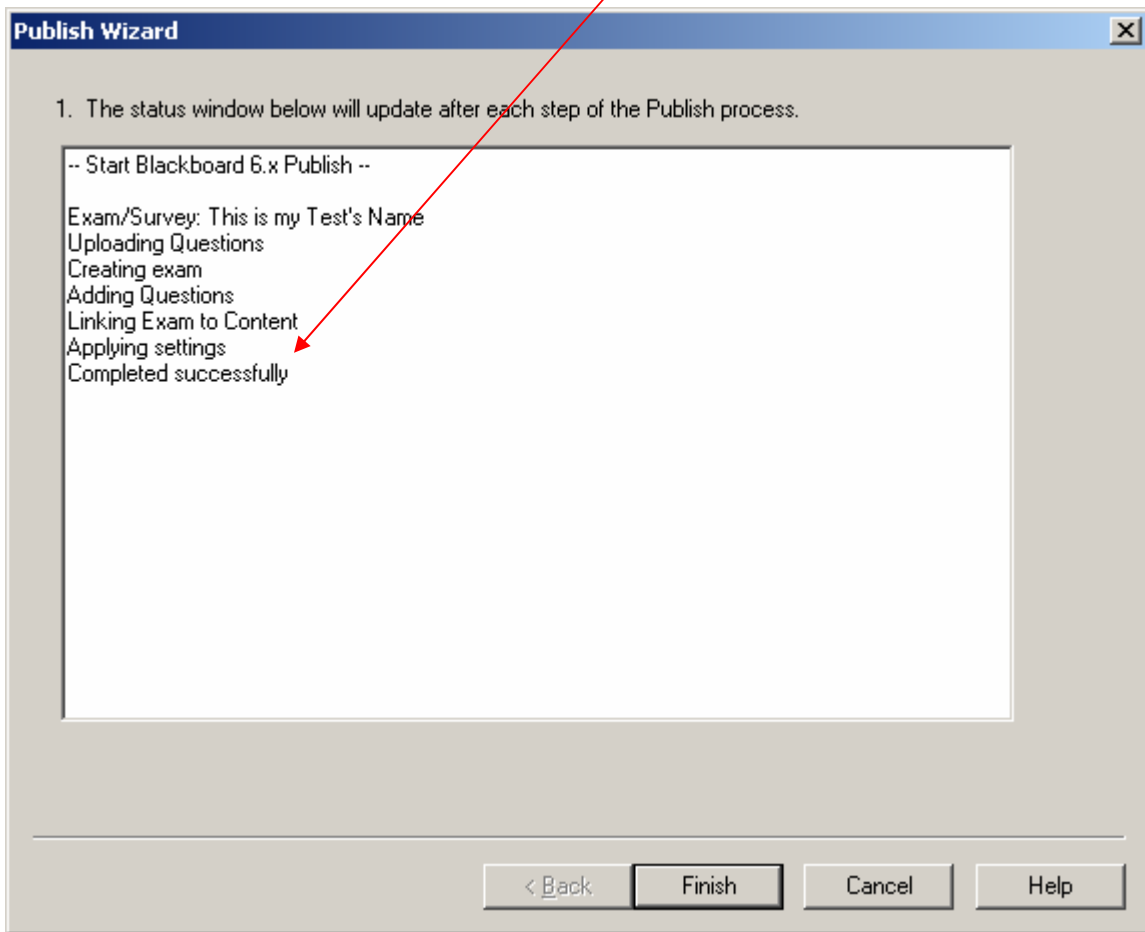 Publish Wizard
1. The status window below will update after each step of the Publish process.
-- Start Blackboard 6.x Publish --
Exam/Survey: This is my Test's Name
Uploading Questions
Creating exam
Adding Questions
Linking Exam to Content
Applying settings
Completed successfully
< Back Finish Cancel Help